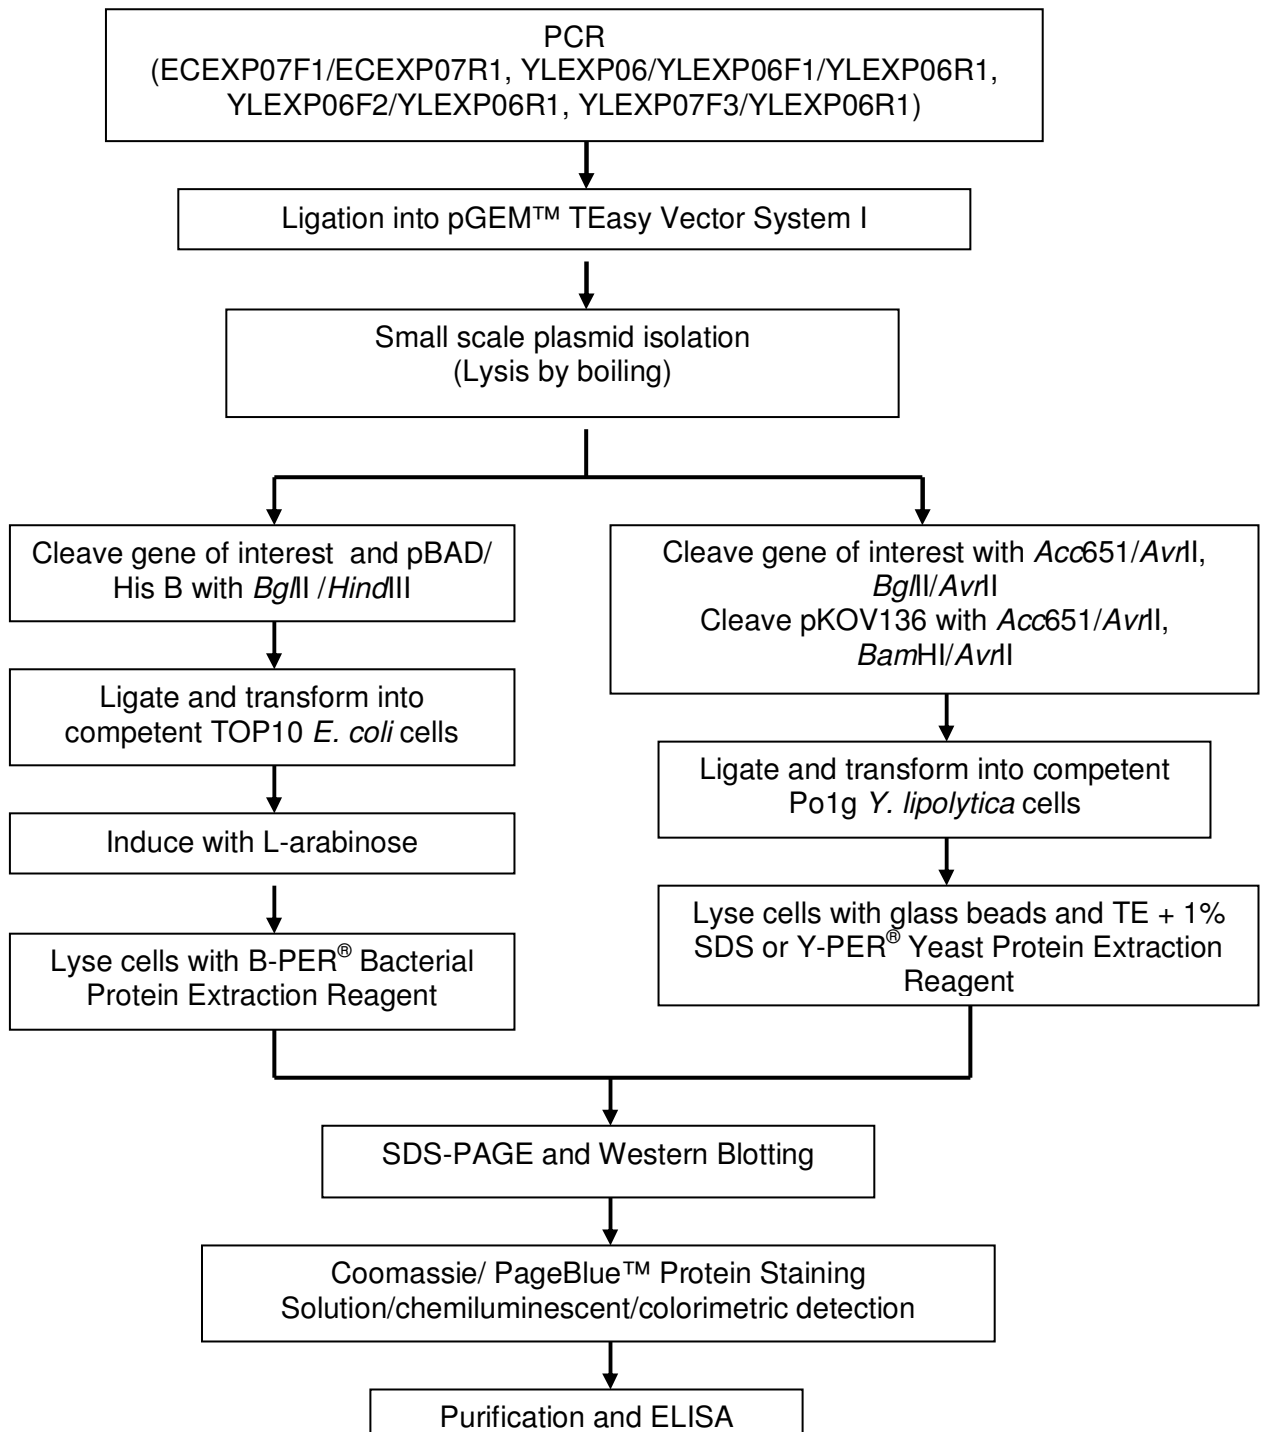 PCR
(ECEXP07F1/ECEXP07R1, YLEXP06/YLEXP06F1/YLEXP06R1,
YLEXP06F2/YLEXP06R1, YLEXP07F3/YLEXP06R1)
Ligation into pGEM™ TEasy Vector System I
Small scale plasmid isolation
(Lysis by boiling)
Cleave gene of interest and pBAD/
His B with BglII /HindIII
Ligate and transform into
competent TOP10 E. coli cells
Induce with L-arabinose
Lyse cells with B-PER® Bacterial
Protein Extraction Reagent
Cleave gene of interest with Acc651/AvrII,
BglII/AvrII
Cleave pKOV136 with Acc651/AvrII,
BamHI/AvrII
Ligate and transform into competent
Po1g Y. lipolytica cells
Lyse cells with glass beads and TE + 1%
SDS or Y-PER® Yeast Protein Extraction
Reagent
SDS-PAGE and Western Blotting
Coomassie/ PageBlue™ Protein Staining
Solution/chemiluminescent/colorimetric detection
Purification and ELISA